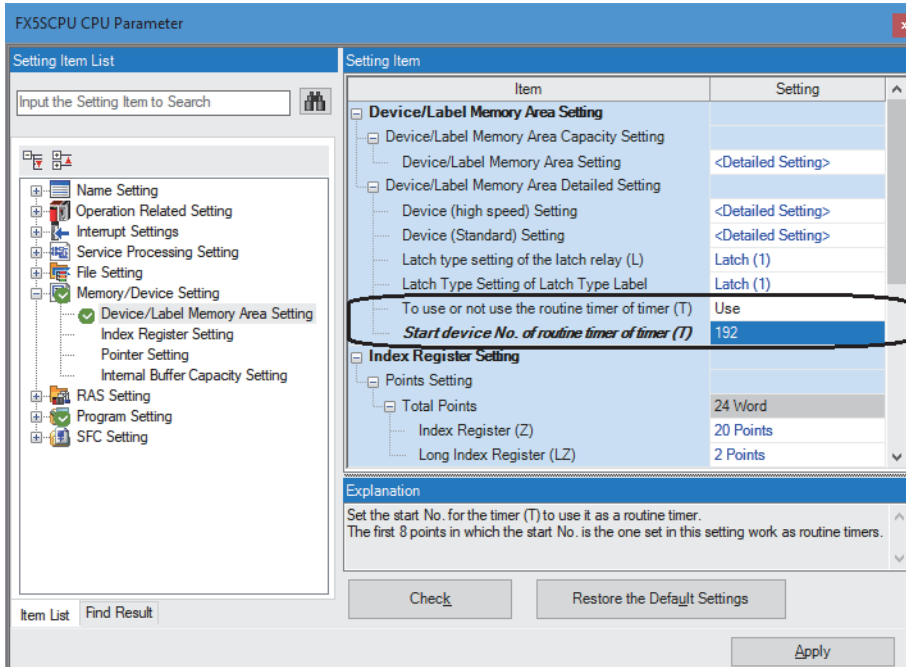 FX5SCPU CPU Parameter
x
Setting Item List
Input the Setting Item to Search
Name Setting
Operation Related Setting
Interrupt Settings
Service Processing Setting
File Setting
Memory/Device Setting
Device/Label Memory Area Setting
Index Register Setting
Pointer Setting
Internal Buffer Capacity Setting
RAS Setting
Program Setting
SFC Setting
Item List Find Result
Setting Item
Item Setting
Device/Label Memory Area Setting
Device/Label Memory Area Capacity Setting
Device/Label Memory Area Setting <Detailed Setting>
Device/Label Memory Area Detailed Setting
Device (high speed) Setting <Detailed Setting>
Device (Standard) Setting <Detailed Setting>
Latch type setting of the latch relay (L) Latch (1)
Latch Type Setting of Latch Type Label Latch (1)
To use or not use the routine timer of timer (T) Use
Start device No. of routine timer of timer (T) 192
Index Register Setting
Points Setting
Total Points 24 Word
Index Register (Z) 20 Points
Long Index Register (LZ) 2 Points
Explanation
Set the start No. for the timer (T) to use it as a routine timer.
The first 8 points in which the start No. is the one set in this setting work as routine timers.
Check Restore the Default Settings
Apply